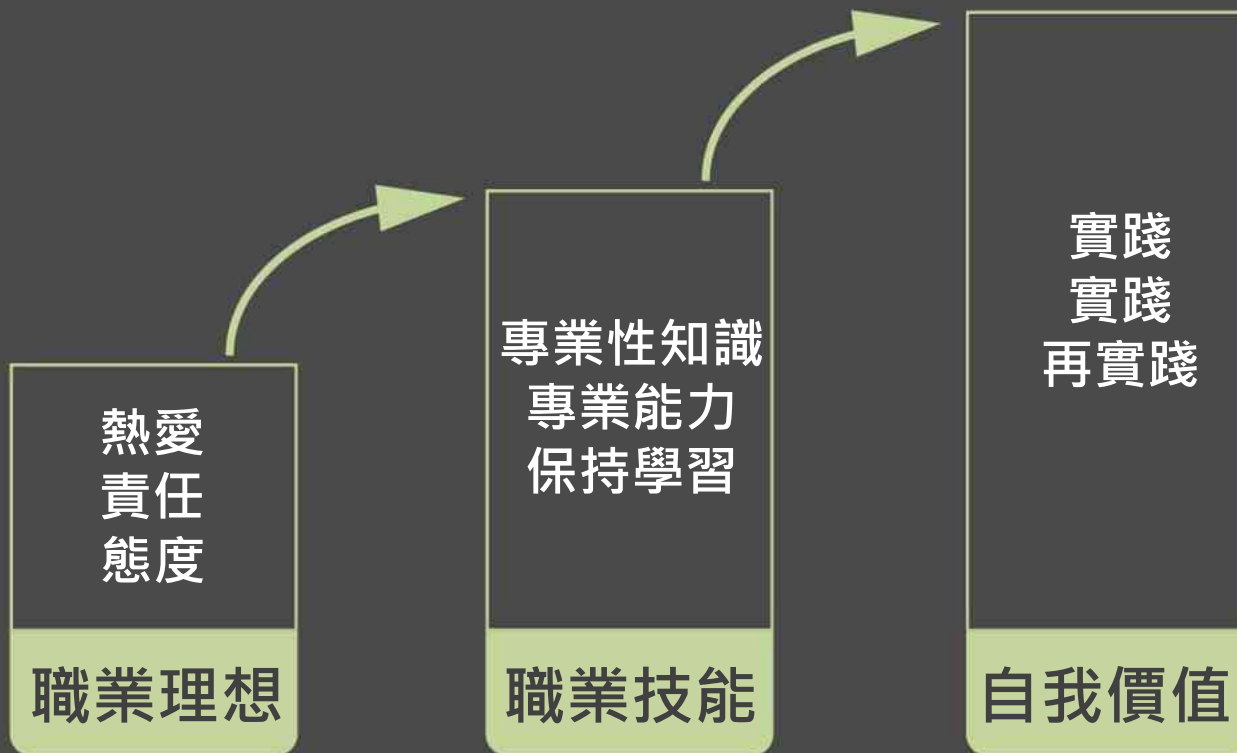 熱愛
責任
態度
職業理想
專業性知識
專業能力
保持學習
職業技能
實踐
實踐
再實踐
自我價值